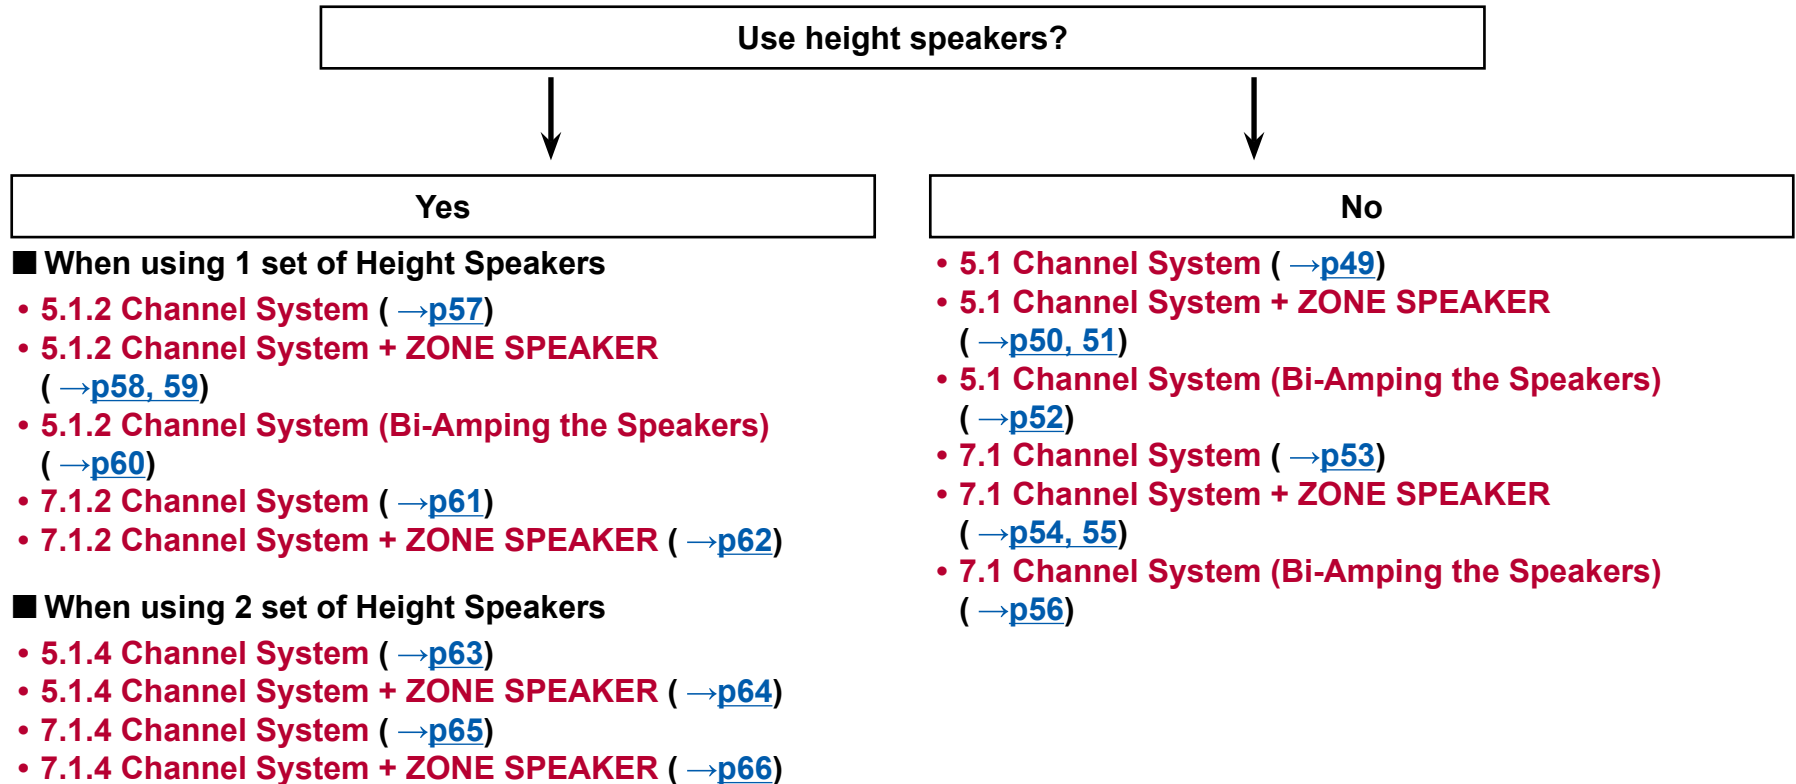 Use height speakers?
Yes
■ When using 1 set of Height Speakers
• 5.1.2 Channel System ( →p57)
• 5.1.2 Channel System + ZONE SPEAKER
( →p58, 59)
• 5.1.2 Channel System (Bi-Amping the Speakers)
( →p60)
• 7.1.2 Channel System ( →p61)
• 7.1.2 Channel System + ZONE SPEAKER ( →p62)
■ When using 2 set of Height Speakers
• 5.1.4 Channel System ( →p63)
• 5.1.4 Channel System + ZONE SPEAKER ( →p64)
• 7.1.4 Channel System ( →p65)
• 7.1.4 Channel System + ZONE SPEAKER ( →p66)
No
• 5.1 Channel System ( →p49)
• 5.1 Channel System + ZONE SPEAKER
( →p50, 51)
• 5.1 Channel System (Bi-Amping the Speakers)
( →p52)
• 7.1 Channel System ( →p53)
• 7.1 Channel System + ZONE SPEAKER
( →p54, 55)
• 7.1 Channel System (Bi-Amping the Speakers)
( →p56)